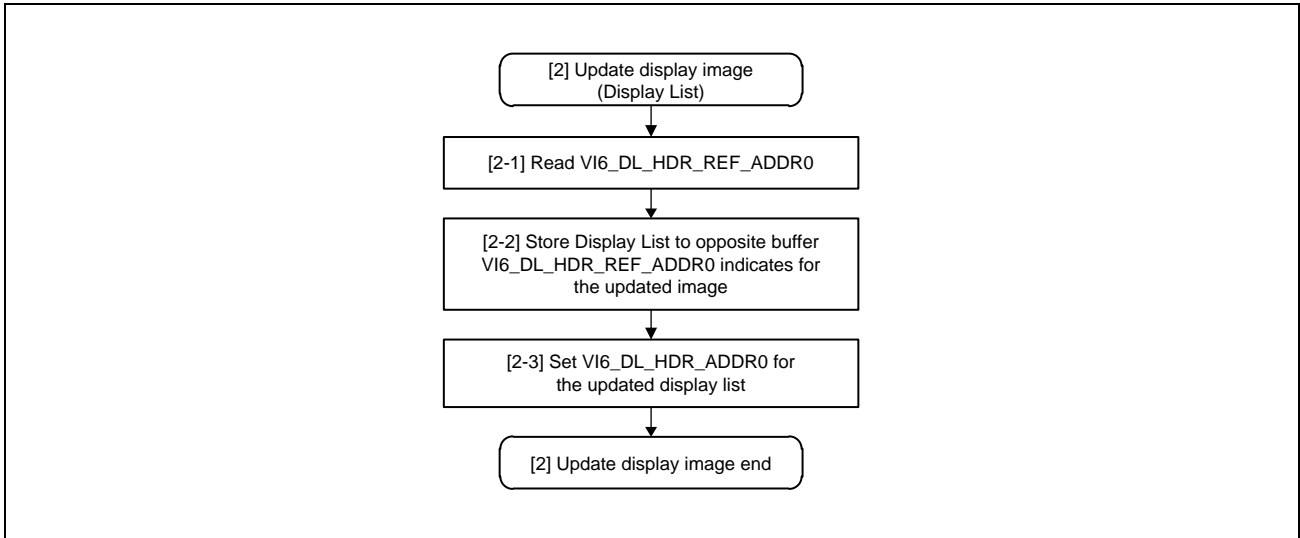 [2] Update display image
(Display List)
[2-1] Read VI6_DL_HDR_REF_ADDR0
[2-2] Store Display List to opposite buffer
VI6_DL_HDR_REF_ADDR0 indicates for
the updated image
[2-3] Set VI6_DL_HDR_ADDR0 for
the updated display list
[2] Update display image end